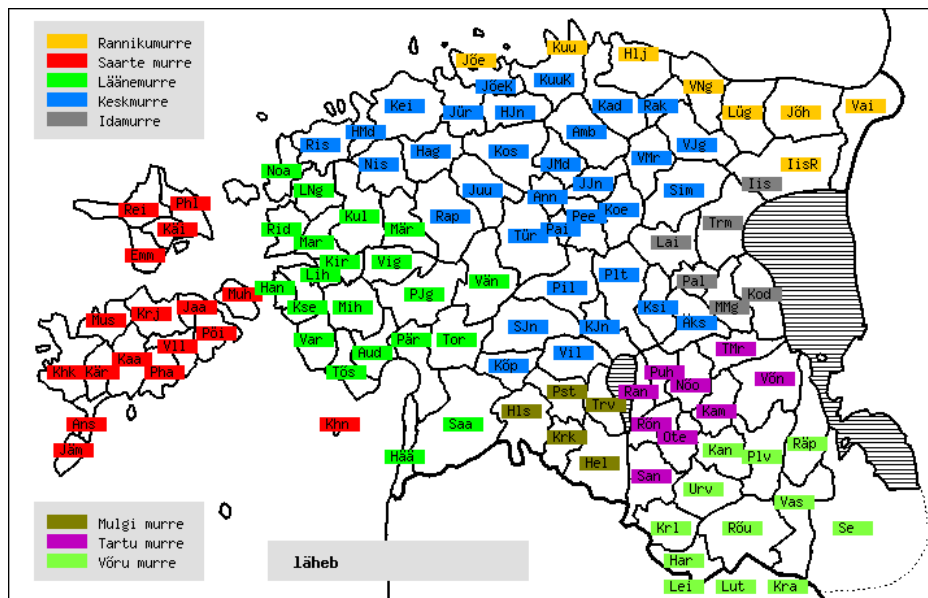 Rannikumurre
Saarte murre
Läänemurre
Keskmurre
Idamurre
Kuu
Hlj
Jõe
KuuK
JõeK
VNg
Kei
Jür
HJn
Kad
Rak
Lüg
Jõh
Vai
HMd
Amb
Ris
Hag
Kos
VJg
Nis
JMd
VMr
IisR
Noa
LNg
Juu
JJn
Sim
Iis
Ann
Rei
Phl
Kul
Rap
Pee
Koe
Käi
Rid
Mär
Tür
Pai
Trm
Mar
Lai
Emm
Kir
Vig
Lih
Plt
Vän
Pal
Han
Pil
Muh
PJg
Kod
Kse
Mih
Ksi
MMg
Mus
Krj
Jaa
Äks
Põi
SJn
KJn
Var
Pär
Tor
Vll
TMr
Kaa
Aud
Vil
Khk
Kär
Pha
Tõs
Köp
Puh
Nõo
Võn
Pst
Ran
Trv
Hls
Kam
Ans
Khn
Saa
Rõn
Krk
Ote
Räp
Jäm
Kan
Plv
Hää
Hel
San
Urv
Vas
Mulgi murre
Tartu murre
Võru murre
Krl
Rõu
Se
läheb
Har
Lei
Lut
Kra